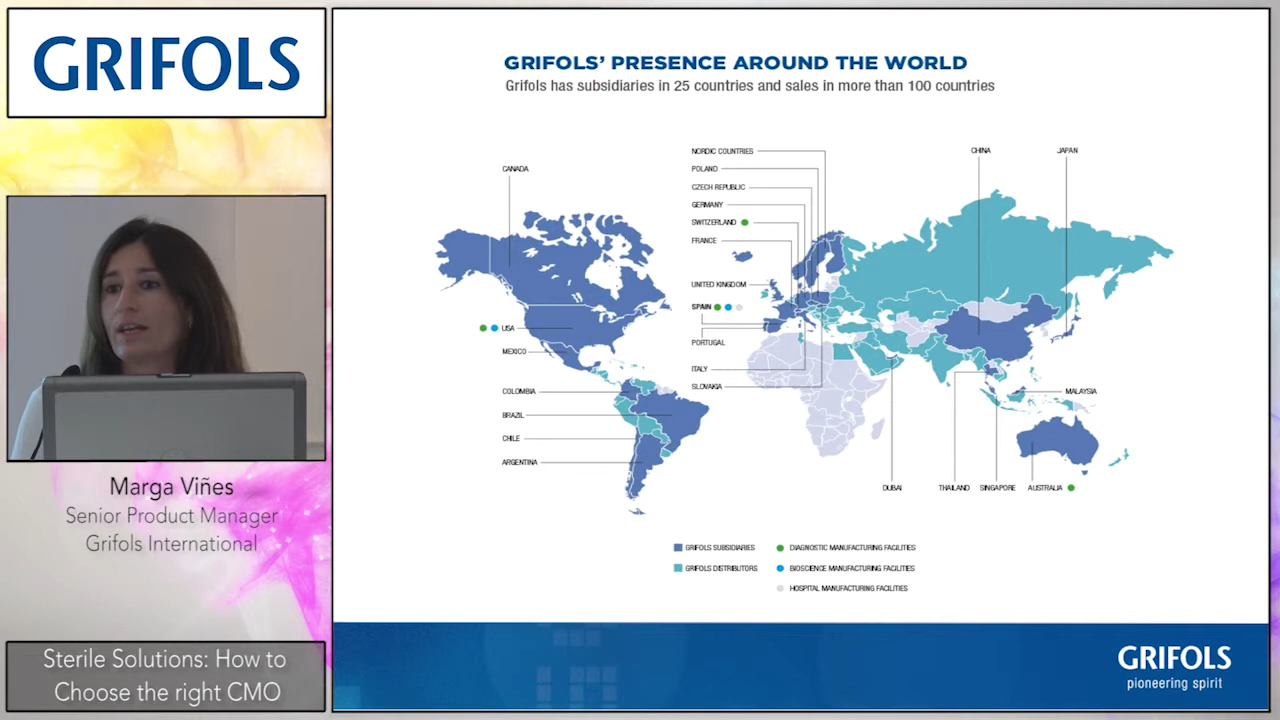 GRIFOLS
Marga Viñes
Senior Product Manager
Grifols International
Sterile Solutions: How to
Choose the right CMO
GRIFOLS' PRESENCE AROUND THE WORLD
Grifols has subsidiaries in 25 countries and sales in more than 100 countries
CANADA
USA
MEXICO
COLOMBIA
BRAZIL
CHILE
ARGENTINA
NORDIC COUNTRIES
POLAND
CZECH REPUBLIC
GERMANY
SWITZERLAND
FRANCE
UNITED KINGDOM
SPAIN
PORTUGAL
ITALY
SLOVAKIA
CHINA
JAPAN
MALAYSIA
DUBAI
THAILAND
SINGAPORE
AUSTRALIA
GRIFOLS SUBSIDIARIES
GRIFOLS DISTRIBUTORS
DIAGNOSTIC MANUFACTURING FACILITIES
BIOSCIENCE MANUFACTURING FACILITIES
HOSPITAL MANUFACTURING FACILITIES
GRIFOLS
pioneering spirit